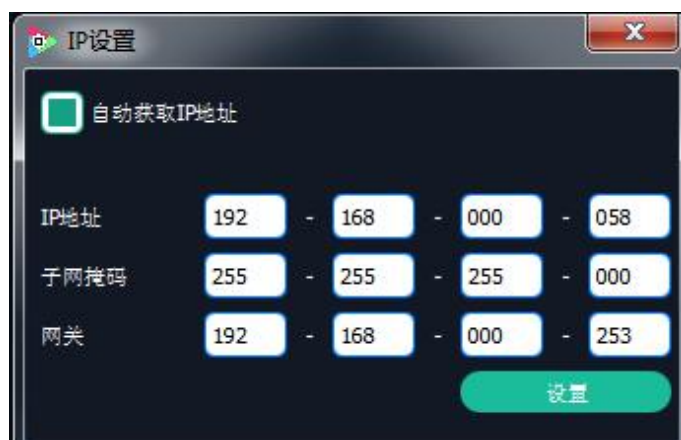 IP设置
自动获取IP地址
IP地址 192 - 168 - 000 - 058
子网掩码 255 - 255 - 255 - 000
网关 192 - 168 - 000 - 253
设置